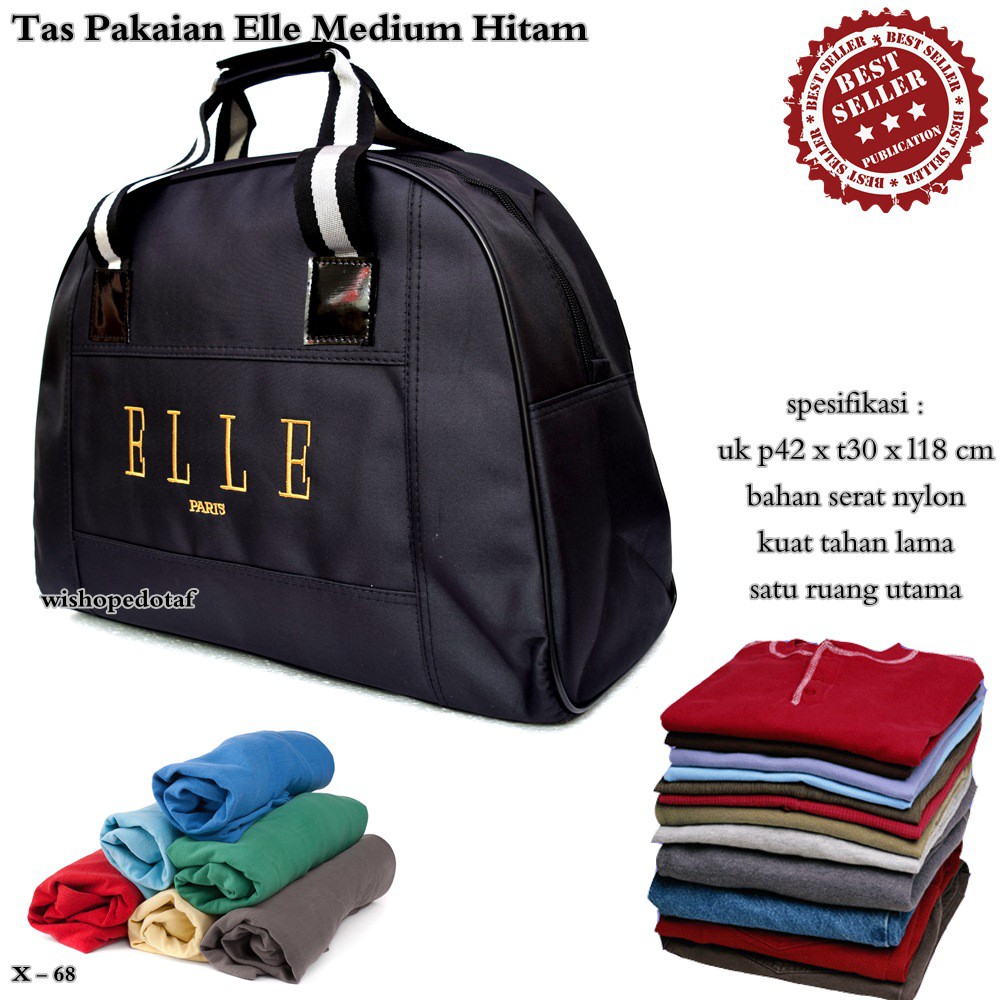 Tas Pakaian Elle Medium Hitam
BEST SELLER * BEST SELLER * BEST SELLER * BEST SELLER *
BEST
SELLER
PUBLICATION
spesifikasi :
uk p42 x t30 x l18 cm
bahan serat nylon
kuat tahan lama
satu ruang utama
ELLE
PARIS
wishopedotaf
X – 68